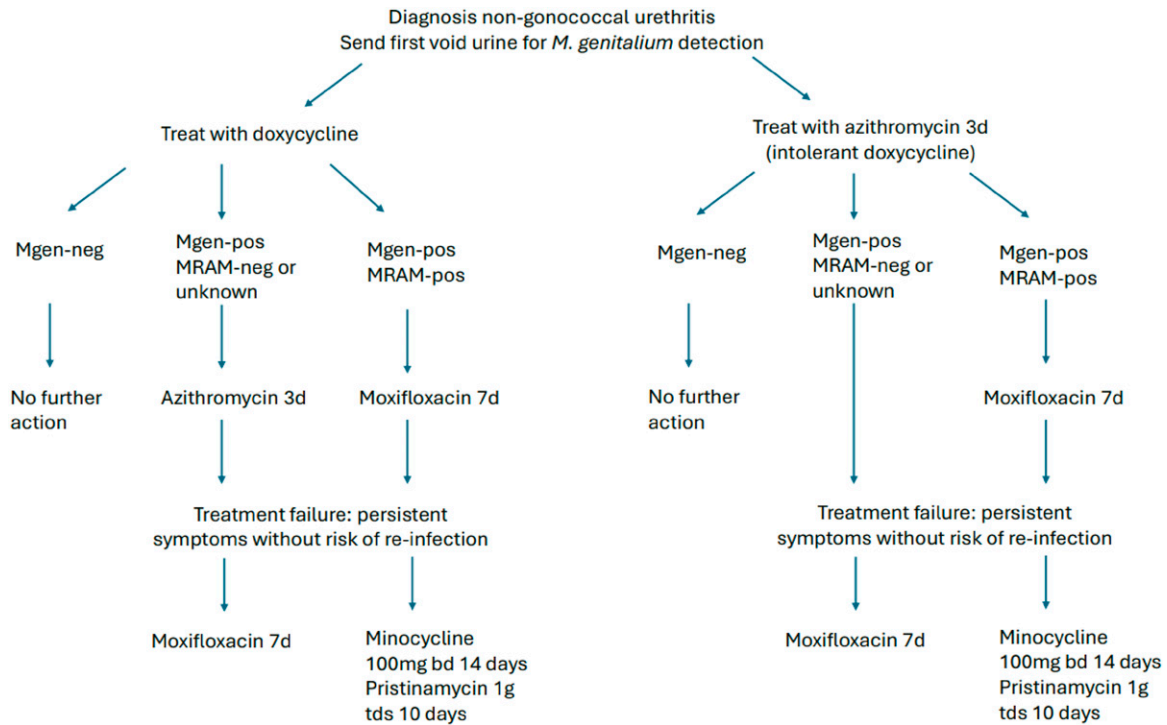 Diagnosis non-gonococcal urethritis
Send first void urine for M. genitalium detection
Treat with doxycycline
Treat with azithromycin 3d
(intolerant doxycycline)
Mgen-neg
Mgen-pos
MRAM-neg or
unknown
Mgen-pos
MRAM-pos
Mgen-neg
Mgen-pos
MRAM-neg or
unknown
Mgen-pos
MRAM-pos
No further
action
Azithromycin 3d
Moxifloxacin 7d
No further
action
Moxifloxacin 7d
Treatment failure: persistent
symptoms without risk of re-infection
Treatment failure: persistent
symptoms without risk of re-infection
Moxifloxacin 7d
Minocycline
100mg bd 14 days
Pristinamycin 1g
tds 10 days
Moxifloxacin 7d
Minocycline
100mg bd 14 days
Pristinamycin 1g
tds 10 days